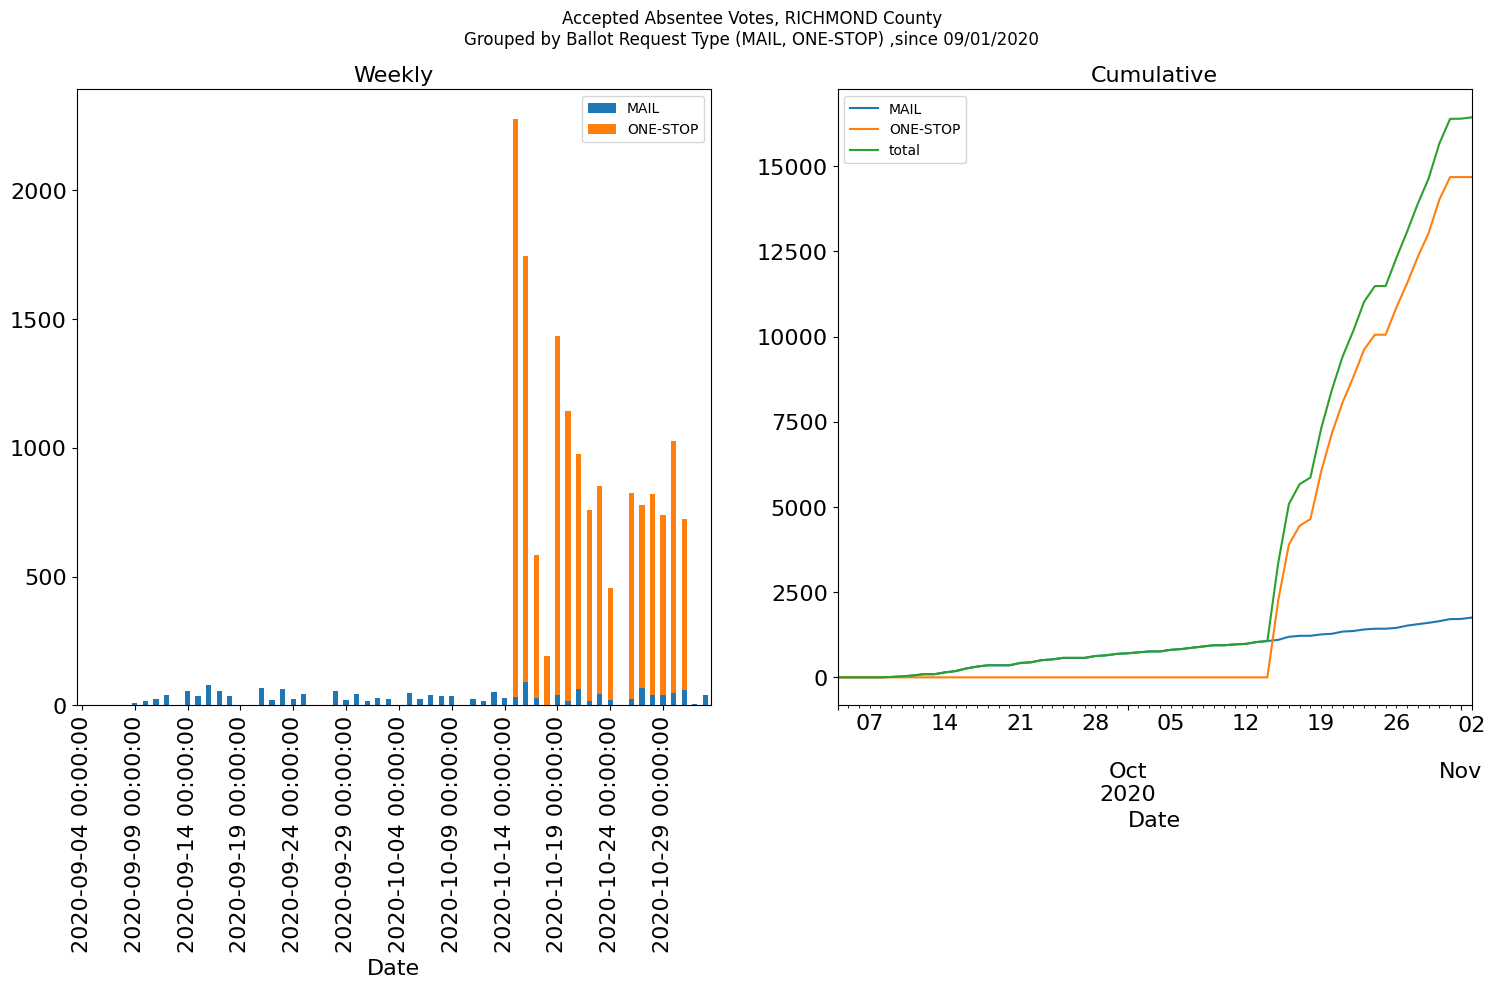 Accepted Absentee Votes, RICHMOND County
Grouped by Ballot Request Type (MAIL, ONE-STOP) ,since 09/01/2020
Weekly
MAIL
ONE-STOP
2000
1500
1000
500
0
2020-09-04 00:00:00
2020-09-09 00:00:00
2020-09-14 00:00:00
2020-09-19 00:00:00
2020-09-24 00:00:00
2020-09-29 00:00:00
2020-10-04 00:00:00
2020-10-09 00:00:00
2020-10-14 00:00:00
2020-10-19 00:00:00
2020-10-24 00:00:00
2020-10-29 00:00:00
Date
Cumulative
MAIL
ONE-STOP
total
15000
12500
10000
7500
5000
2500
0
07 14 21 28 05 12 19 26 02
Oct Nov
2020
Date